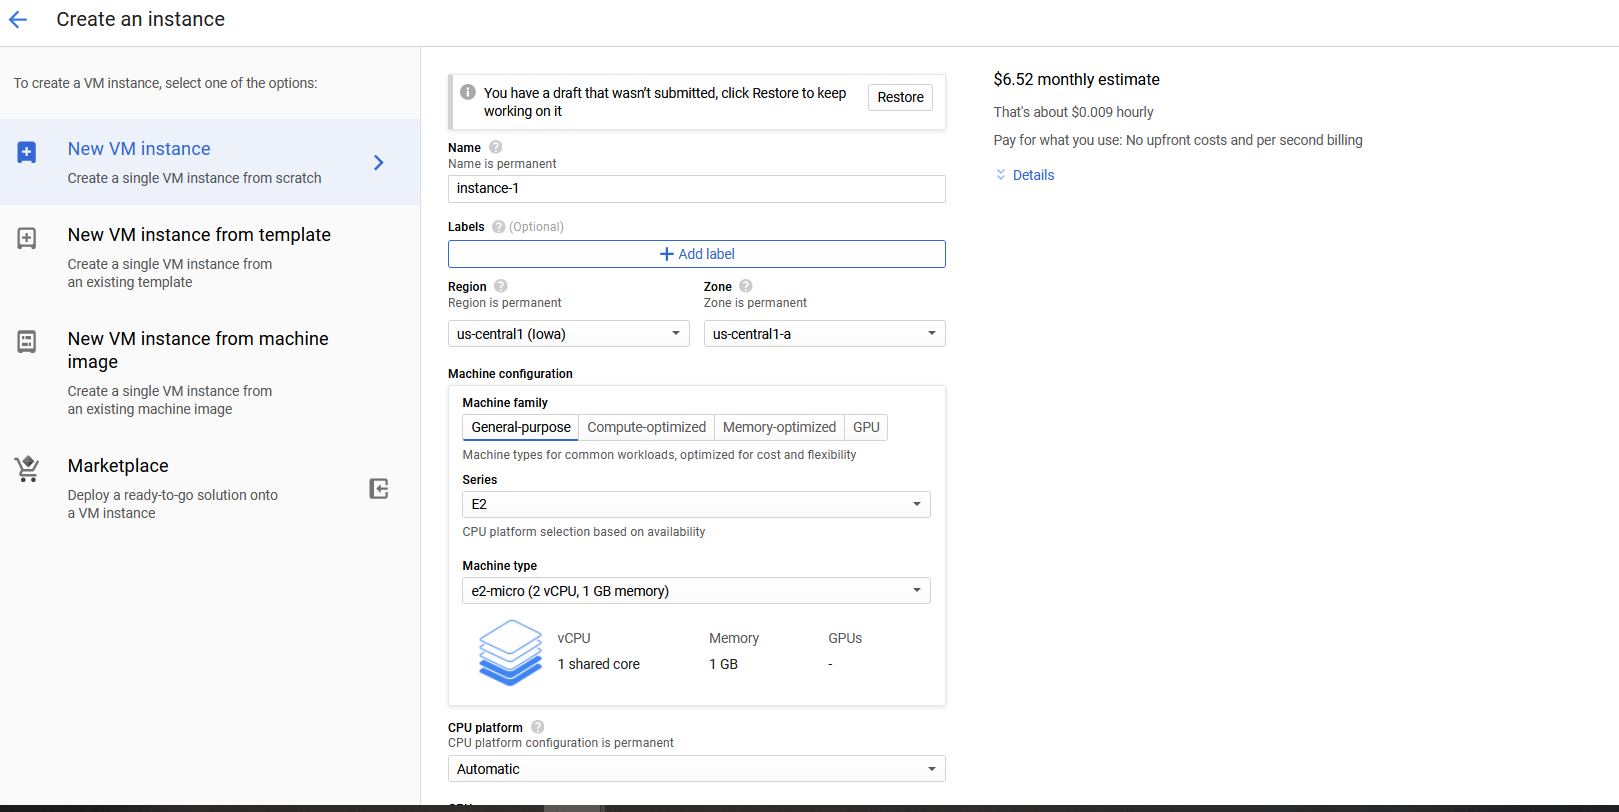 Create an instance
To create a VM instance, select one of the options:
New VM instance
Create a single VM instance from scratch
New VM instance from template
Create a single VM instance from
an existing template
New VM instance from machine
image
Create a single VM instance from
an existing machine image
Marketplace
Deploy a ready-to-go solution onto
a VM instance
You have a draft that wasn't submitted, click Restore to keep
working on it
Restore
Name
Name is permanent
instance-1
Labels (Optional)
Add label
Region
Region is permanent
us-central1 (Iowa)
Zone
Zone is permanent
us-central1-a
Machine configuration
Machine family
General-purpose Compute-optimized Memory-optimized GPU
Machine types for common workloads, optimized for cost and flexibility
Series
E2
CPU platform selection based on availability
Machine type
e2-micro (2 vCPU, 1 GB memory)
vCPU Memory GPUs
1 shared core 1 GB -
CPU platform
CPU platform configuration is permanent
Automatic
$6.52 monthly estimate
That's about $0.009 hourly
Pay for what you use: No upfront costs and per second billing
Details